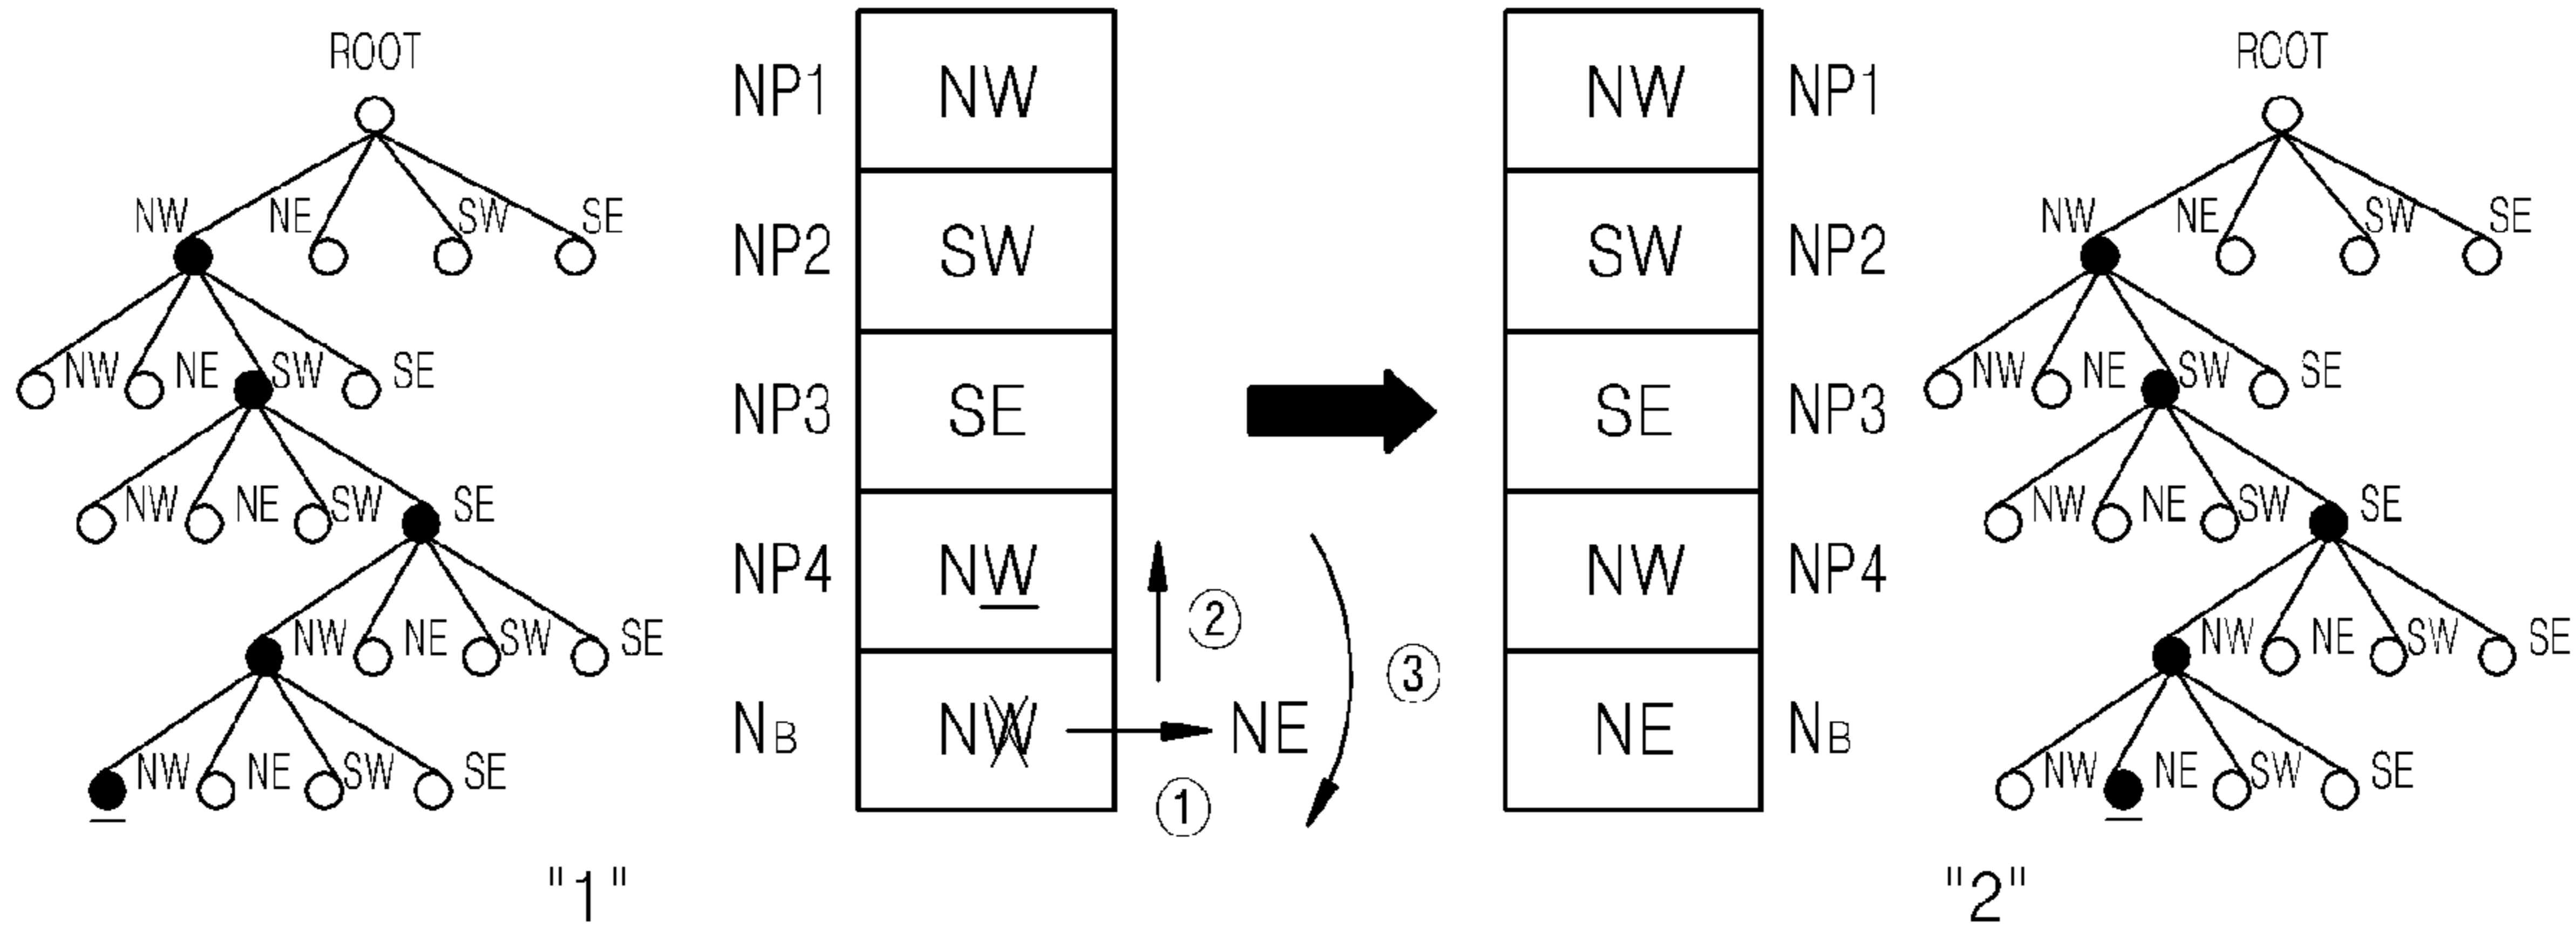 ROOT
NW NE SW SE
NW NE SW SE
NW NE SW SE
NW NE SW SE
NW NE SW SE
"1"
NP1 NW
NP2 SW
NP3 SE
NP4 NW
NB NW
① NE
②
③
NW NP1
SW NP2
SE NP3
NW NP4
NE NB
ROOT
NW NE SW SE
NW NE SW SE
NW NE SW SE
NW NE SW SE
NW NE SW SE
"2"